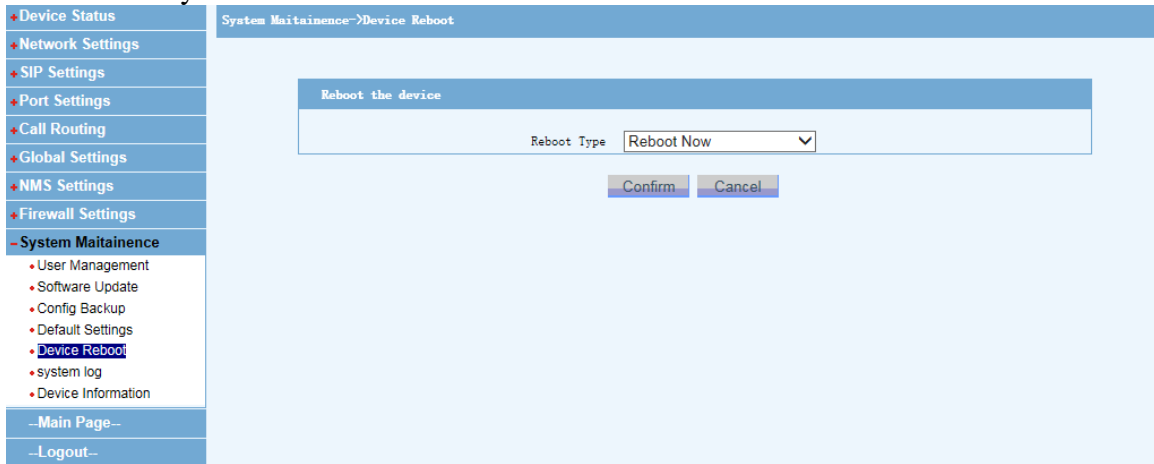 +Device Status
+Network Settings
+SIP Settings
+Port Settings
+Call Routing
+Global Settings
+NMS Settings
+Firewall Settings
-System Maitainence
User Management
Software Update
Config Backup
Default Settings
Device Reboot
system log
Device Information
--Main Page--
--Logout--
System Maitainence->Device Reboot
Reboot the device
Reboot Type Reboot Now
Confirm Cancel